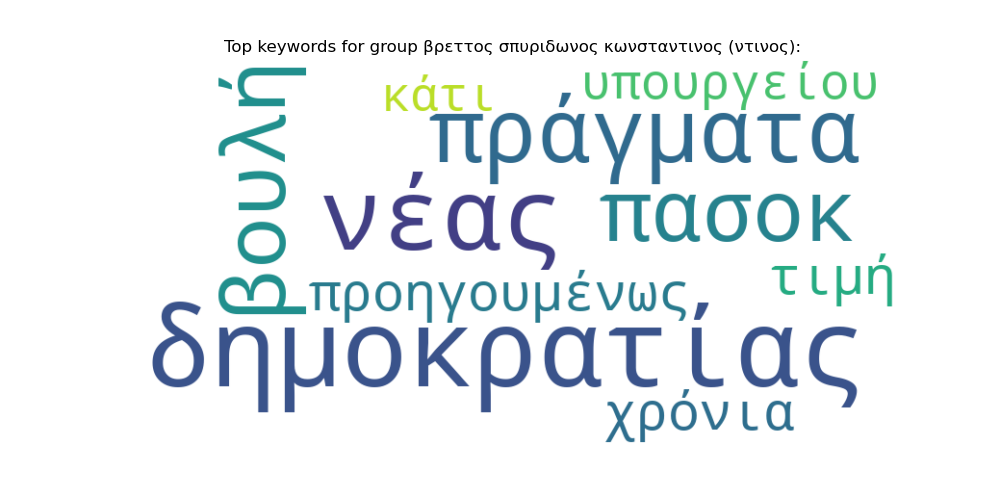 Top keywords for group βρεττος σπυριδωνος κωνσταντινος (ντινος):
βουλή
κάτι
υπουργείου
πράγματα
νέας
πασοκ
προηγουμένως
τιμή
δημοκρατίας
χρόνια